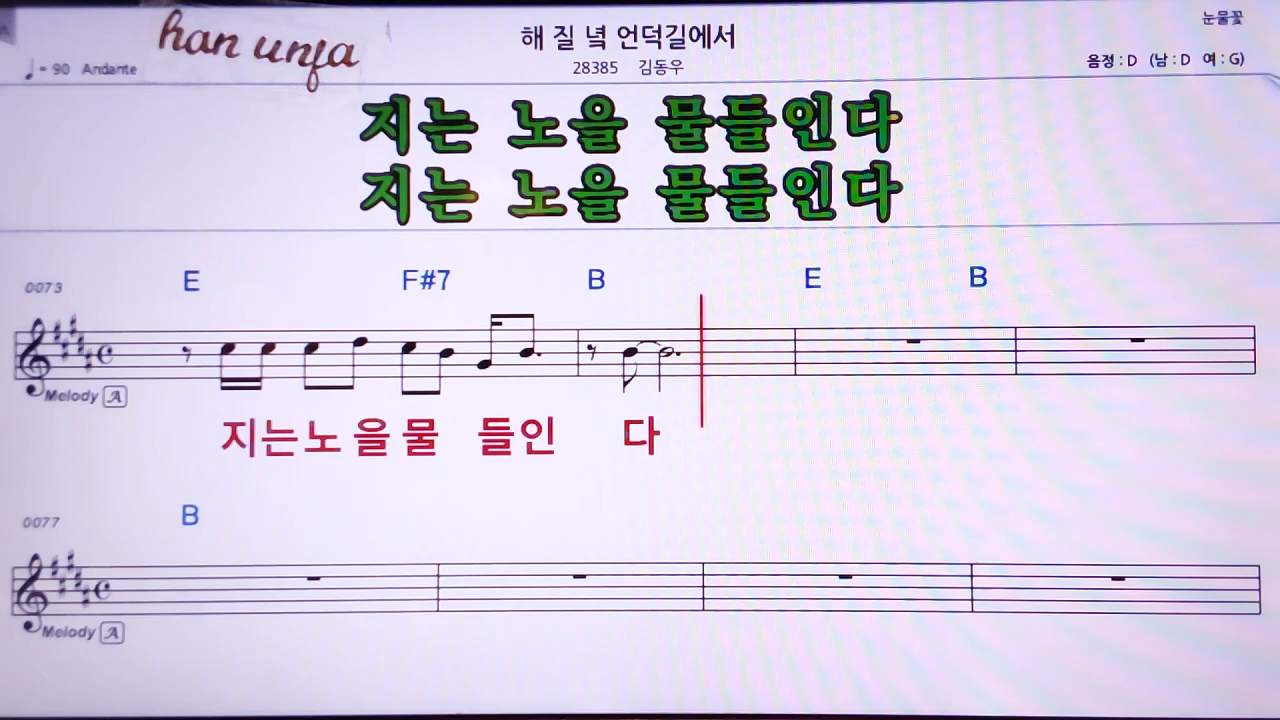 han unfa
해 질 녘 언덕길에서
눈물꽃
♩= 90 Andante
28385 김동우
음정 : D (남 : D 여 : G)
지는 노을 물들인다
지는 노을 물들인다
0073 E F#7 B E B
Melody A
지는노 을물 들인 다
0077 B
Melody A